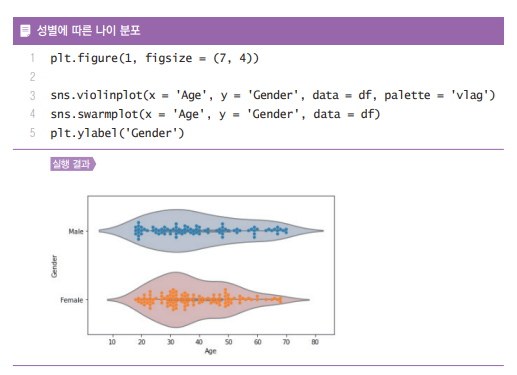 성별에 따른 나이 분포
1 plt.figure(1, figsize = (7, 4))
2
3 sns.violinplot(x = 'Age', y = 'Gender', data = df, palette = 'vlag')
4 sns.swarmplot(x = 'Age', y = 'Gender', data = df)
5 plt.ylabel('Gender')
실행 결과
Male
Gender
Female
10 20 30 40 50 60 70 80
Age